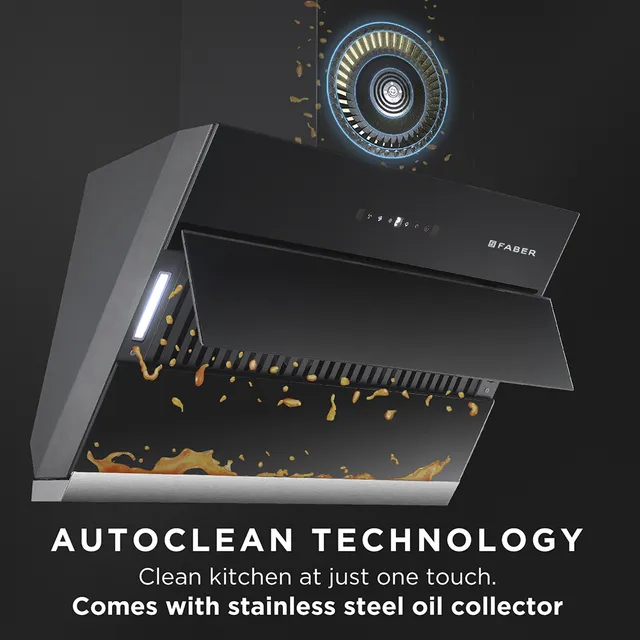 FABER
AUTOCLEAN TECHNOLOGY
Clean kitchen at just one touch.
Comes with stainless steel oil collector